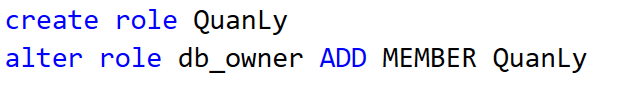 create role QuanLy
alter role db_owner ADD MEMBER QuanLy